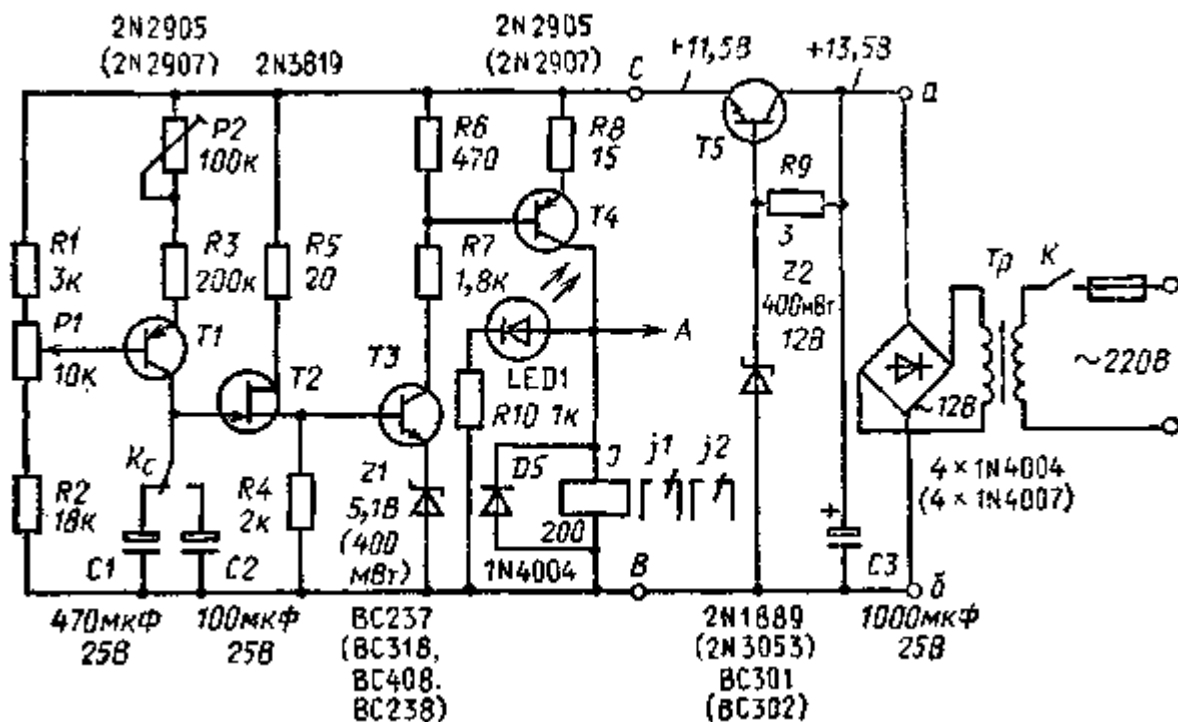 2N2905
(2N2907)
2N3819
2N2905
(2N2907)
C
+11,5В
+13,5В
а
P2
100к
R6
470
R8
15
T5
R9
3
T4
R1
3к
R3
200к
R5
20
R7
1,8к
Z2
400мВт
12В
Тр
К
P1
10К
T1
T2
T3
LED1
A
~220В
~12В
R10 1к
Кс
R2
18к
R4
2к
Z1
5,1В
(400
мВт)
D5
J
j1
j2
200
4×1N4004
(4×1N4007)
+
C1
C2
1N4004
B
C3
б
470мкФ
25В
100мкФ
25В
BC237
(BC318,
BC408.
BC238)
2N1889
(2N3053)
BC301
(BC302)
1000мкФ
25В